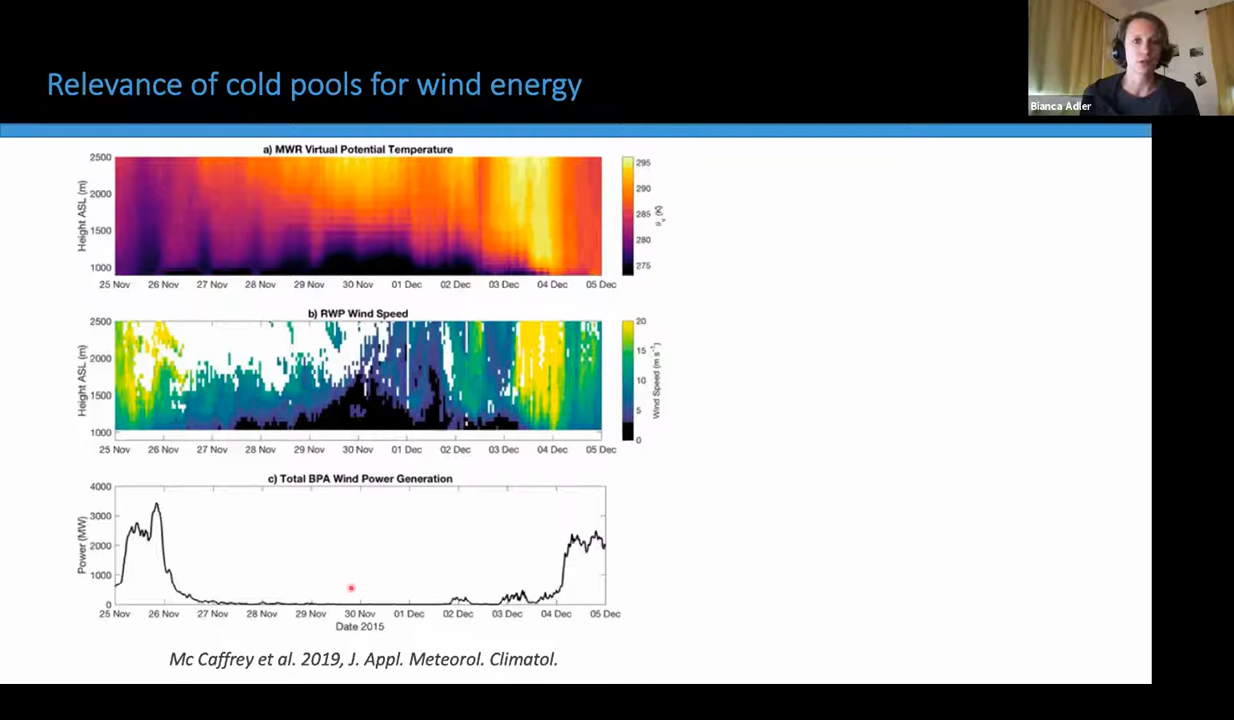 Relevance of cold pools for wind energy
Bianca Adler
a) MWR Virtual Potential Temperature
2500
2000
1500
1000
Height ASL (m)
25 Nov 26 Nov 27 Nov 28 Nov 29 Nov 30 Nov 01 Dec 02 Dec 03 Dec 04 Dec 05 Dec
295
290
285
280
275
θv (K)
b) RWP Wind Speed
2500
2000
1500
1000
Height ASL (m)
25 Nov 26 Nov 27 Nov 28 Nov 29 Nov 30 Nov 01 Dec 02 Dec 03 Dec 04 Dec 05 Dec
20
15
10
5
0
Wind Speed (m s⁻¹)
c) Total BPA Wind Power Generation
4000
3000
2000
1000
0
Power (MW)
25 Nov 26 Nov 27 Nov 28 Nov 29 Nov 30 Nov 01 Dec 02 Dec 03 Dec 04 Dec 05 Dec
Date 2015
Mc Caffrey et al. 2019, J. Appl. Meteorol. Climatol.